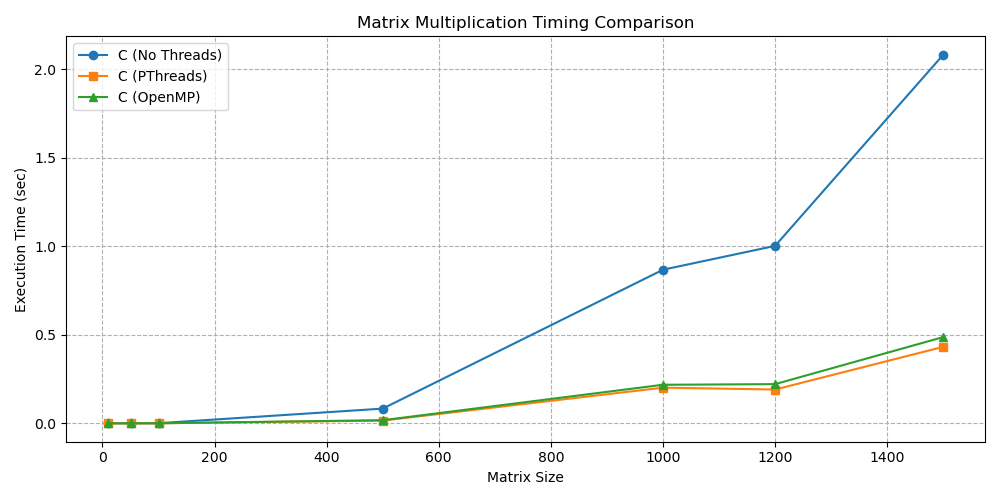 Matrix Multiplication Timing Comparison
C (No Threads)
C (PThreads)
C (OpenMP)
Execution Time (sec)
2.0
1.5
1.0
0.5
0.0
0 200 400 600 800 1000 1200 1400
Matrix Size